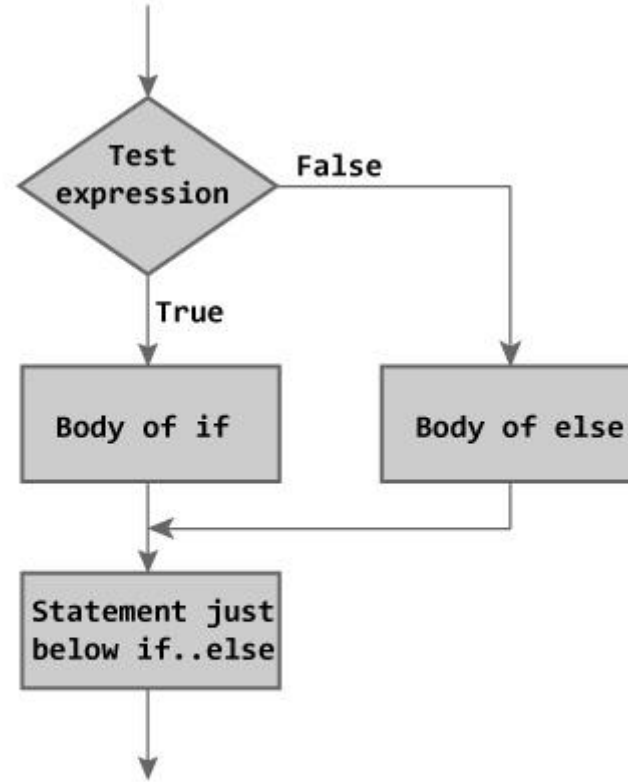 Test
expression
False
True
Body of if
Body of else
Statement just
below if..else